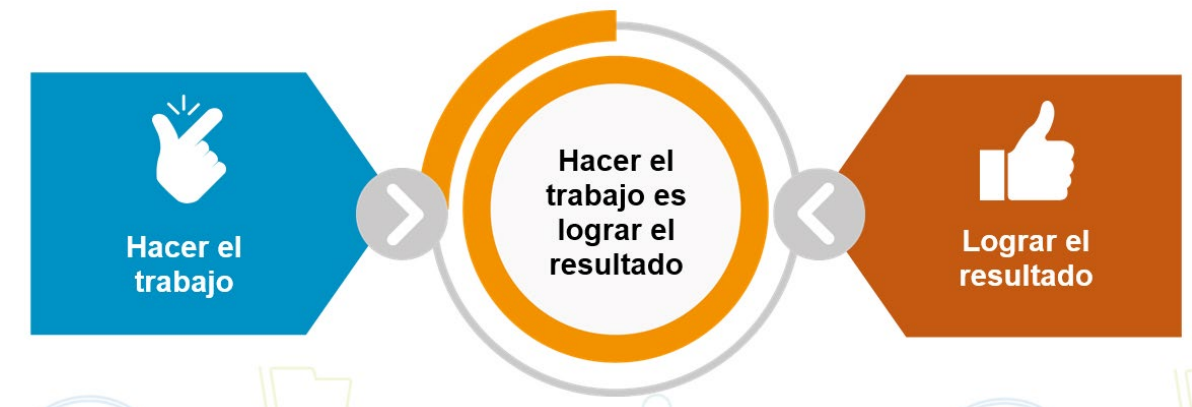 Hacer el
trabajo
Hacer el
trabajo es
lograr el
resultado
Lograr el
resultado